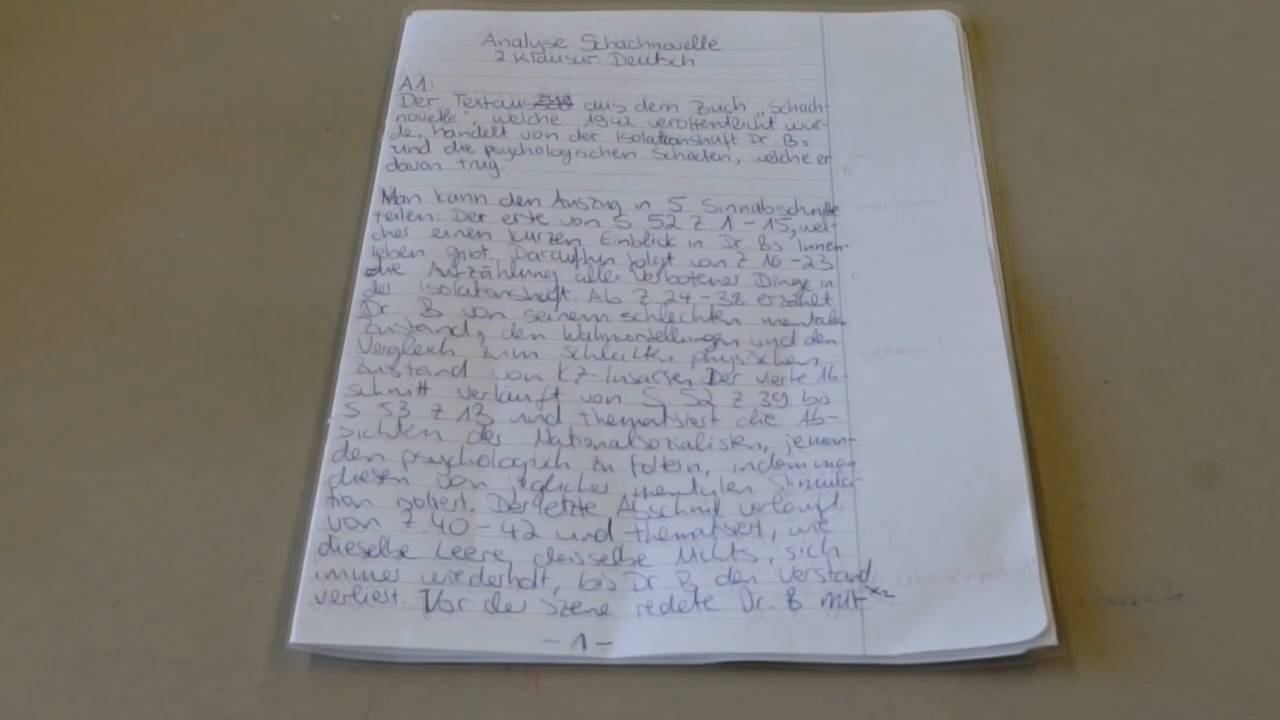 Analyse Schachnovelle
2 Klausur Deutsch
A1:
Der Textaus aus dem Buch „Schach-
novelle", welche 1942 veröffentlicht wur-
de, handelt von der Isolationshaft Dr. Bs
und die psychologischen Schäden, welche er
davon trug
Man kann den Auszug in 5 Sinnabschnitte
teilen: Der erste von S 52 Z 1-15, wel-
cher einen kurzen Einblick in Dr. Bs Innen-
leben gibt. Daraufhin folgt von Z 16-23
die Aufzählung aller verbotener Dinge in
der Isolationshaft. Ab Z 24-38 erzählt
Dr. B von seinem schlechten mentalen
Zustand, den Wahnvorstellungen und den
Vergleich zum schlechten physischen
Zustand von KZ-Insassen Der vierte Ab-
schnitt verläuft von S 52 Z 39 bis
S 53 Z 13 und thematisiert die Ab-
sichten der Nationalsozialisten, jeman-
den psychologisch zu foltern, indem man
diesen von jeglicher mentalen Stimula-
tion isoliert. Der letzte Abschnitt verläuft
von Z. 40-42 und thematisiert, wie
dieselbe Leere, dasselbe Nichts, sich
immer wiederholt, bis Dr. B den Verstand
verliert. Vor der Szene redete Dr. B mit x2
genauer!
?
-1-